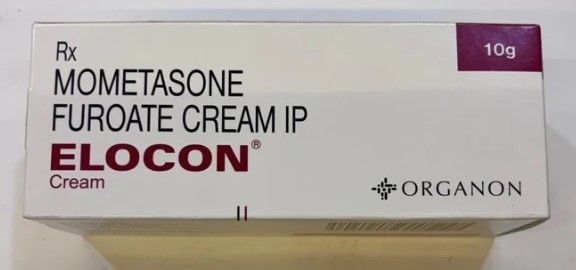 Rx
10g
MOMETASONE
FUROATE CREAM IP
ELOCON®
Cream
ORGANON